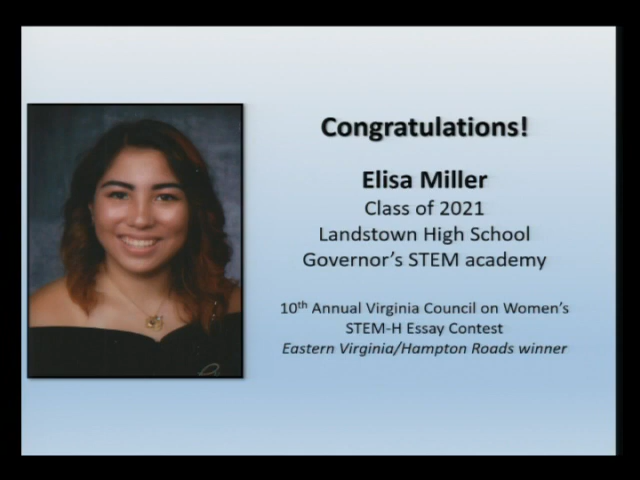 Congratulations!
Elisa Miller
Class of 2021
Landstown High School
Governor's STEM academy
10th Annual Virginia Council on Women's
STEM-H Essay Contest
Eastern Virginia/Hampton Roads winner